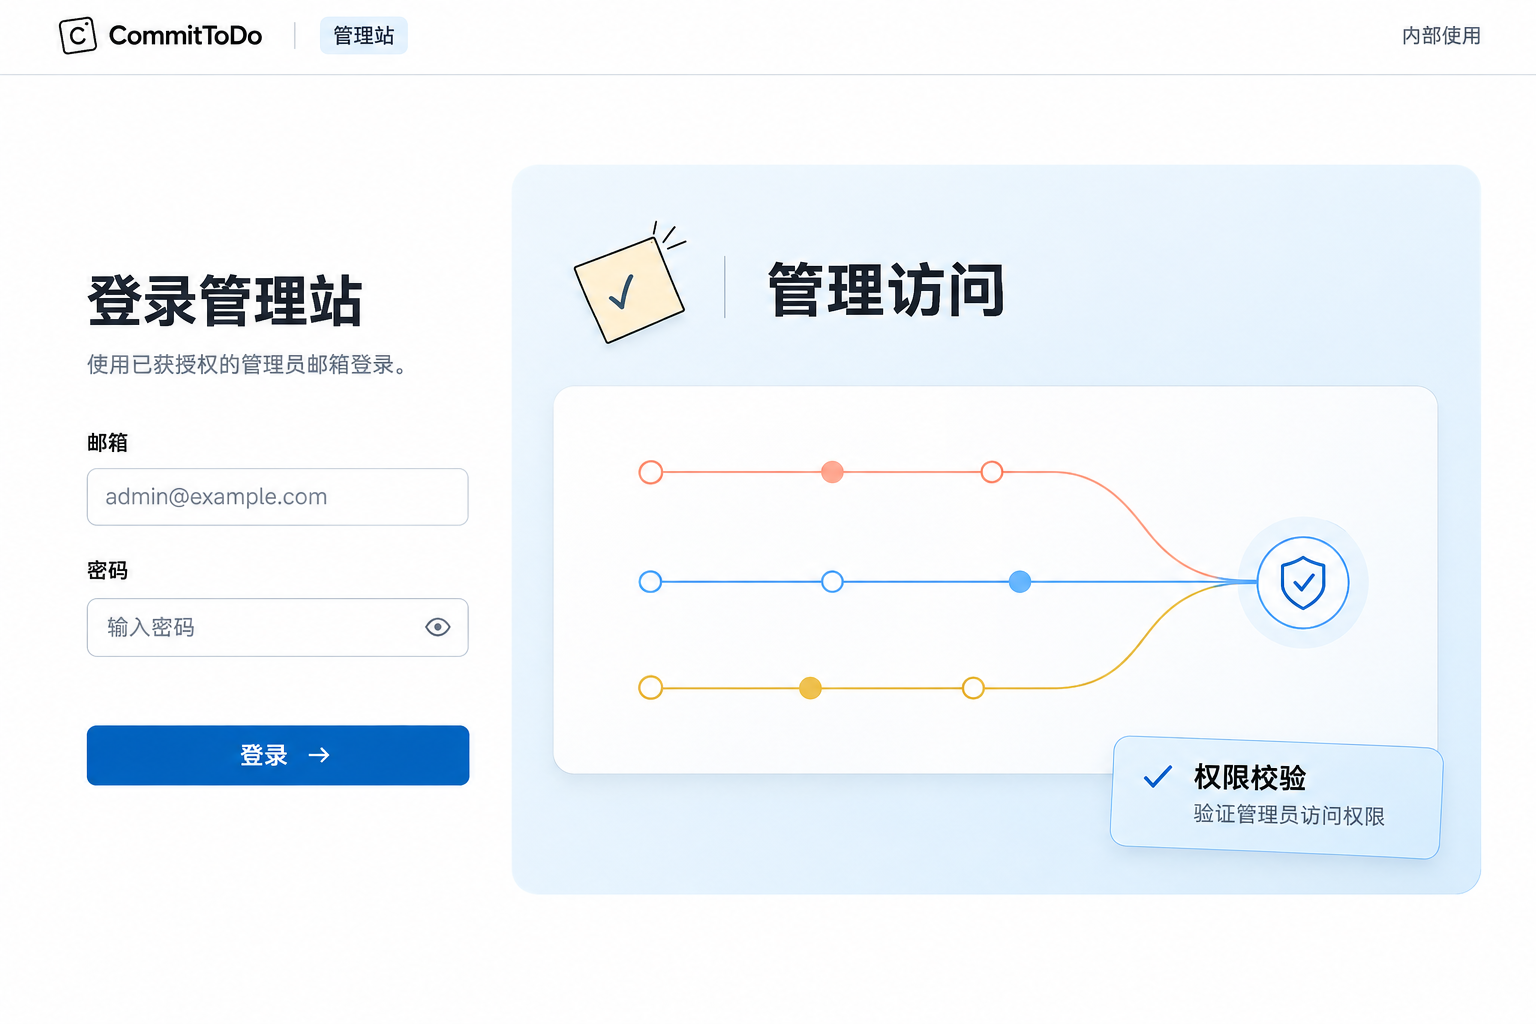 CommitToDo
管理站
内部使用
登录管理站
使用已获授权的管理员邮箱登录。
邮箱
admin@example.com
密码
输入密码
登录 →
管理访问
权限校验
验证管理员访问权限